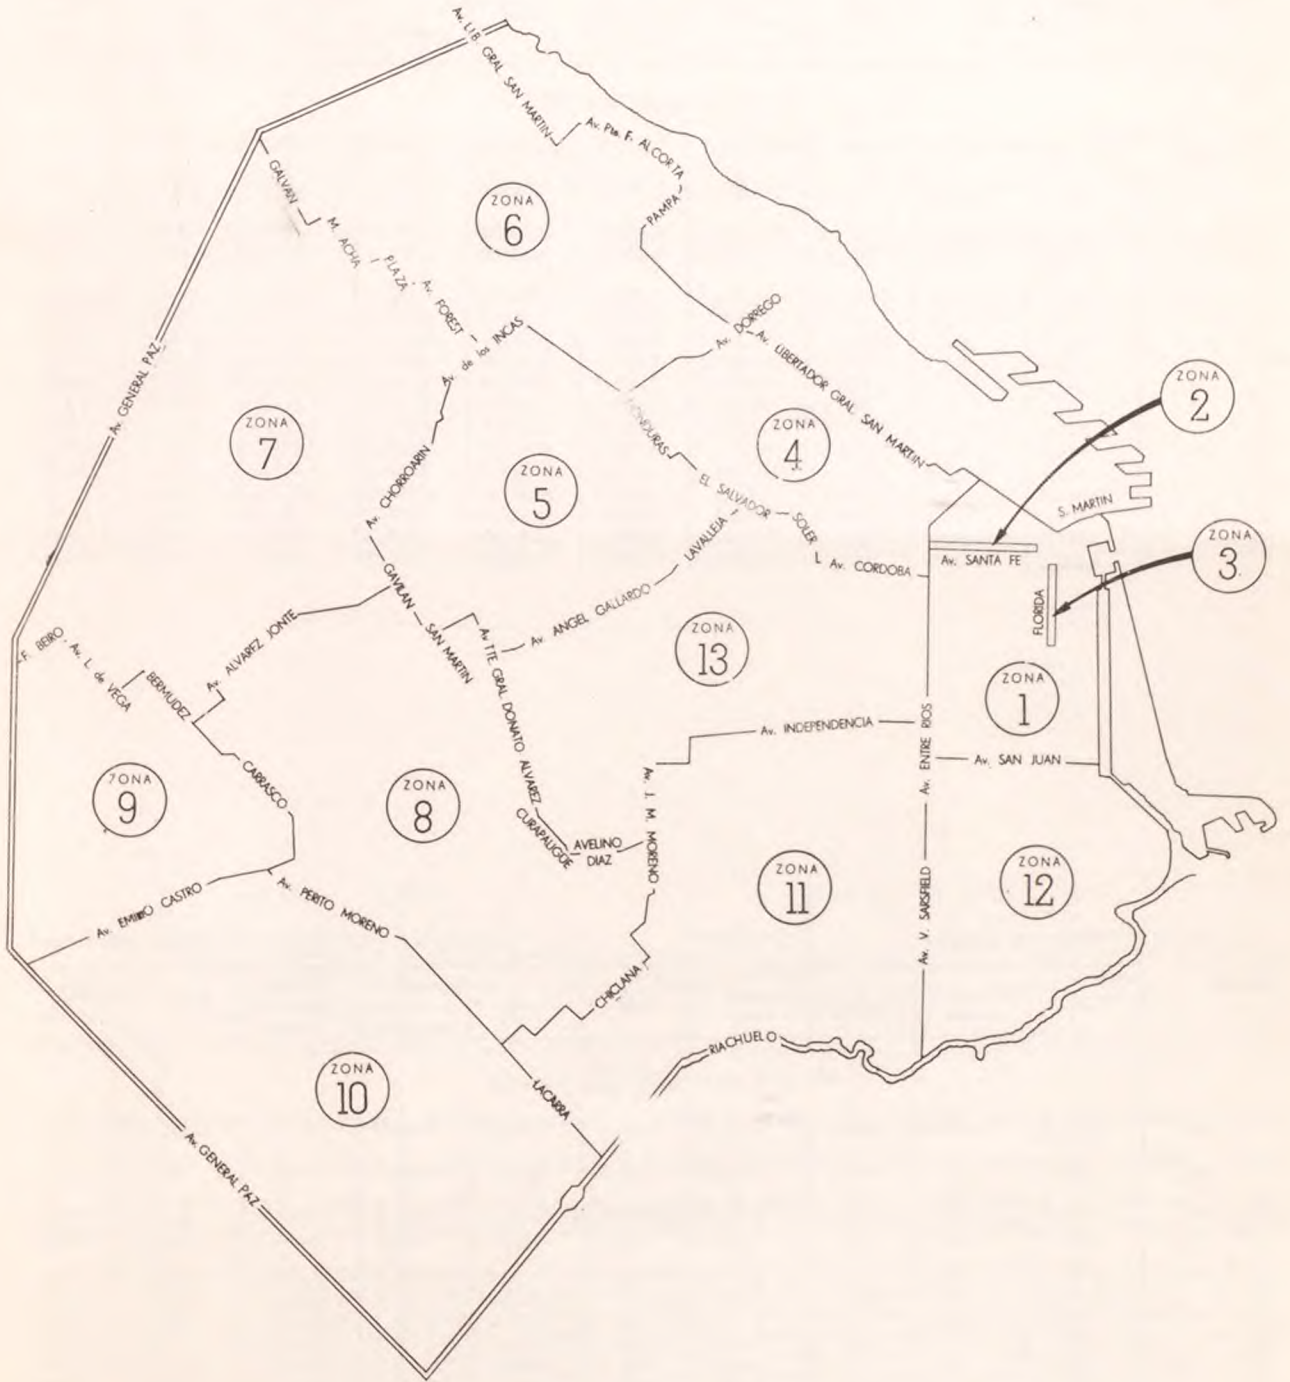 Av. LIB. GRAL SAN MARTIN
Av. Pte. F. ALCORTA
PAMPA
GALVAN
M. ACHA
PLAZA
Av. FOREST
Av. de los INCAS
ZONA
6
Av. DORREGO
Av. LIBERTADOR GRAL. SAN MARTIN
Av. GENERAL PAZ
ZONA
2
ZONA
7
HONDURAS
ZONA
4
Av. CHORROARIN
ZONA
5
EL SALVADOR
SOLER
S. MARTIN
LAVALLEJA
Av. CORDOBA
Av. SANTA FE
ZONA
3
GAVILAN
Av. ANGEL GALLARDO
FLORIDA
SAN MARTIN
Av. ALVAREZ JONTE
F. BEIRO
Av. L. de VEGA
BERMUDEZ
Av TTE. GRAL. DONATO ALVAREZ
ZONA
13
ZONA
1
Av. INDEPENDENCIA
Av. ENTRE RIOS
Av. SAN JUAN
CARRASCO
ZONA
9
ZONA
8
CURAPALIGÜE
AVELINO
DIAZ
Av. J. M. MORENO
ZONA
11
ZONA
12
Av. V. SARSFIELD
Av. EMILIO CASTRO
Av. PERITO MORENO
CHICLANA
RIACHUELO
ZONA
10
LACARRA
Av. GENERAL PAZ